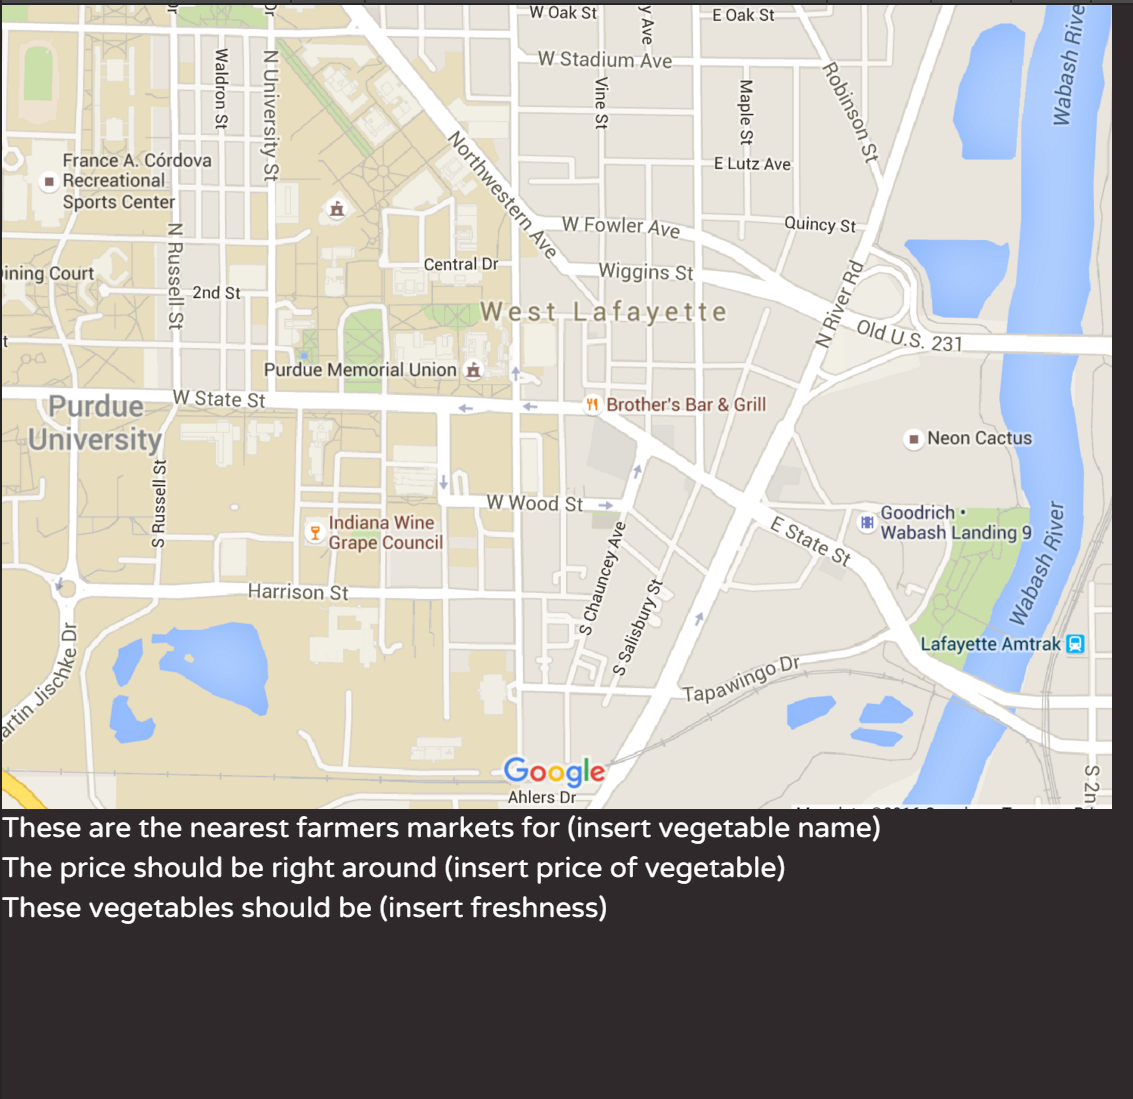 W Oak St
E Oak St
W Stadium Ave
Waldron St
N University St
Vine St
Maple St
Robinson St
Wabash River
France A. Córdova
Recreational
Sports Center
Northwestern Ave
E Lutz Ave
W Fowler Ave
Quincy St
N Russell St
Central Dr
Wiggins St
ining Court
2nd St
West Lafayette
N River Rd
Old U.S. 231
Purdue Memorial Union
W State St
Brother's Bar & Grill
Purdue
University
Neon Cactus
S Russell St
W Wood St
Goodrich •
Wabash Landing 9
Indiana Wine
Grape Council
E State St
S Chauncey Ave
Wabash River
Harrison St
S Salisbury St
Lafayette Amtrak
artin Jischke Dr
Tapawingo Dr
Google
Ahlers Dr
S 2n
These are the nearest farmers markets for (insert vegetable name)
The price should be right around (insert price of vegetable)
These vegetables should be (insert freshness)